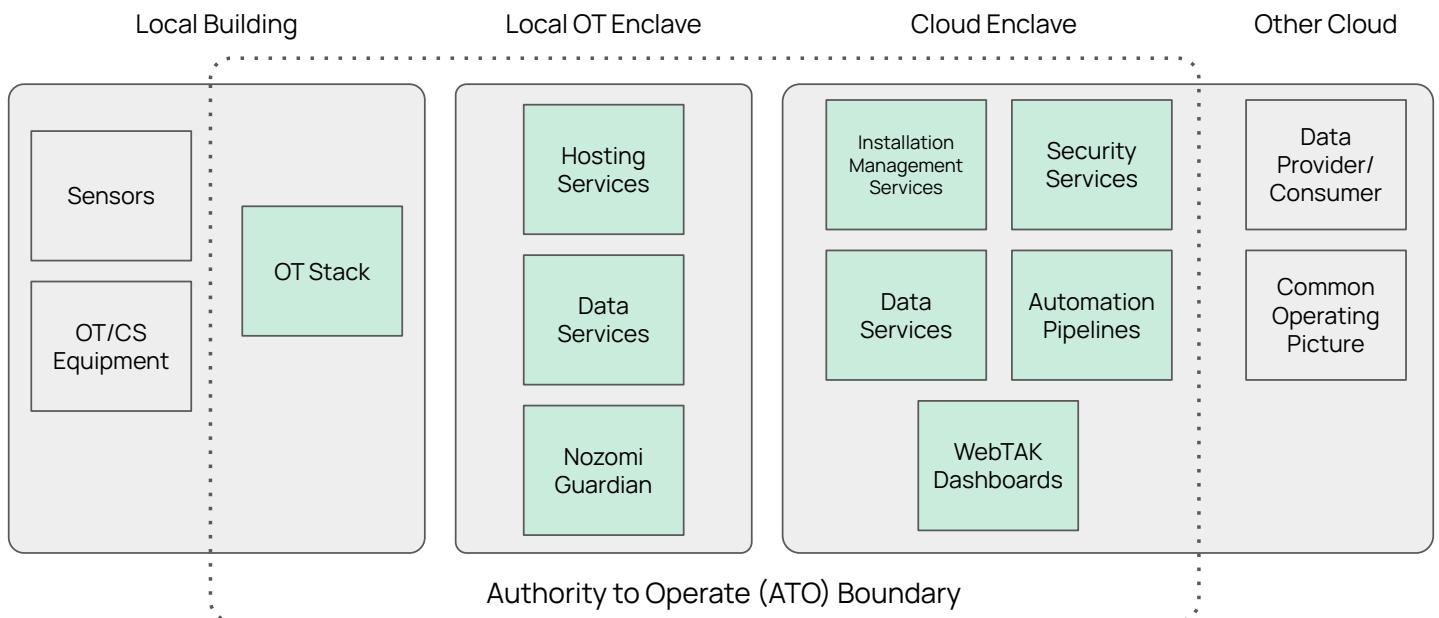 Local Building
Local OT Enclave
Cloud Enclave
Other Cloud
Sensors
OT/CS
Equipment
OT Stack
Hosting
Services
Data
Services
Nozomi
Guardian
Installation
Management
Services
Security
Services
Data
Services
Automation
Pipelines
WebTAK
Dashboards
Data
Provider/
Consumer
Common
Operating
Picture
Authority to Operate (ATO) Boundary